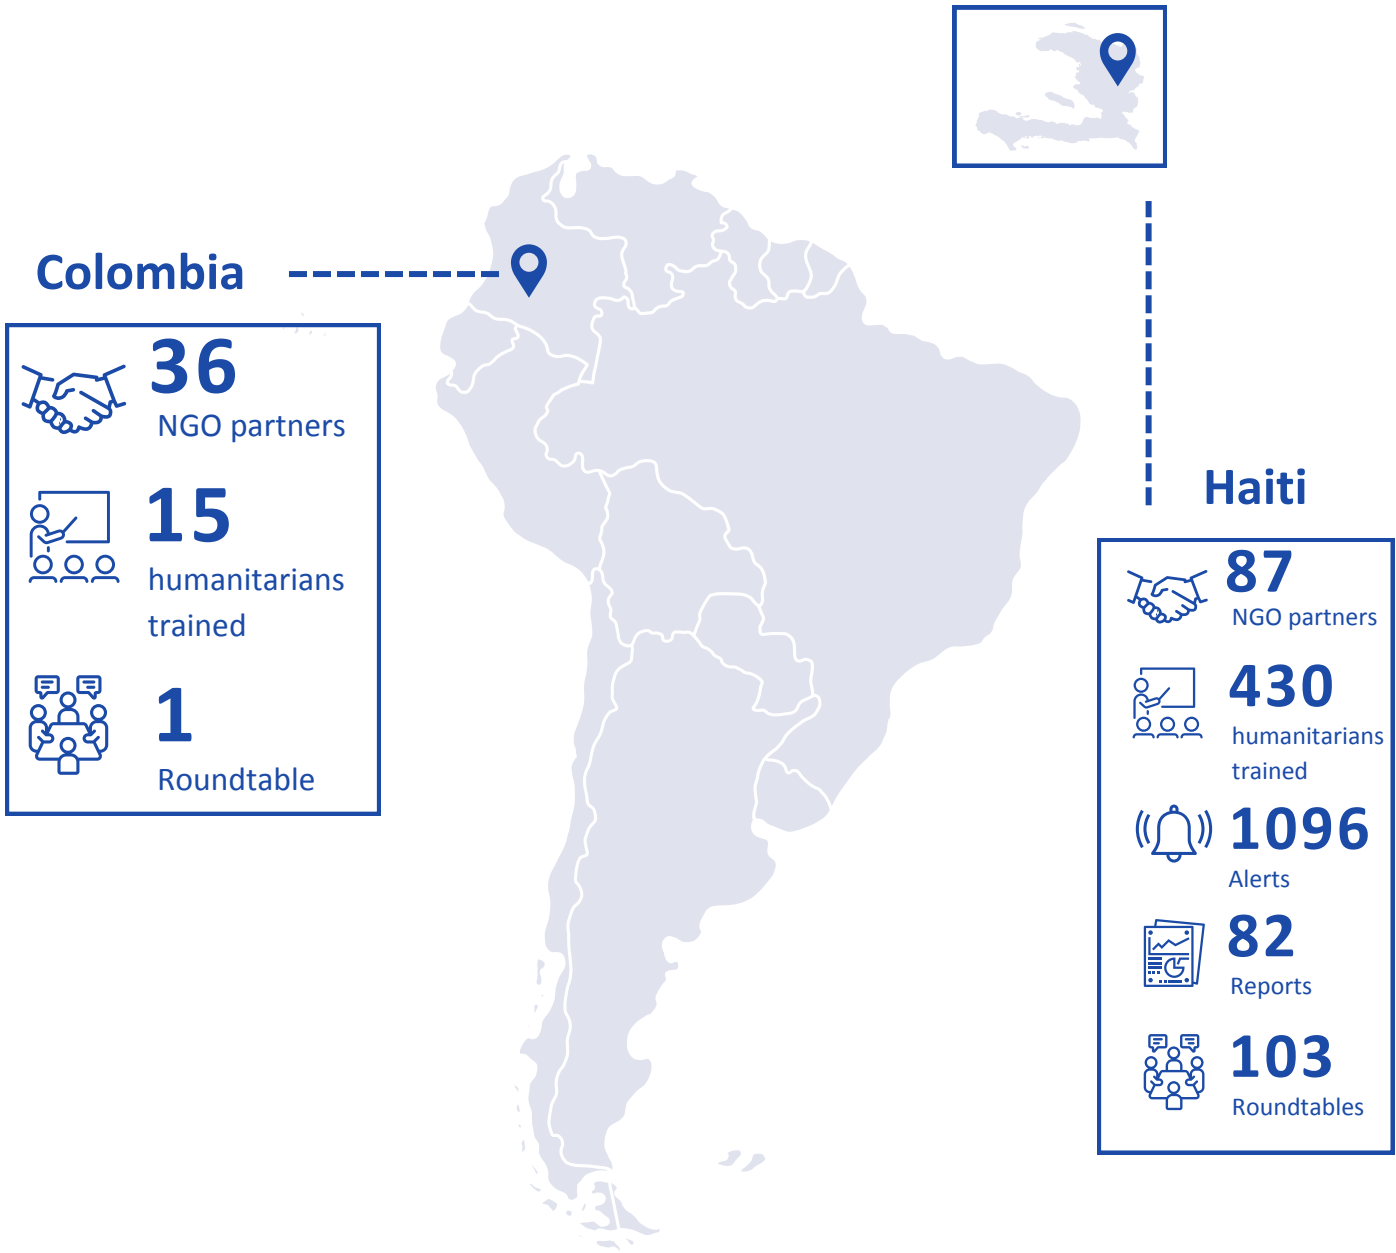 Colombia
36
NGO partners
15
humanitarians
trained
1
Roundtable
Haiti
87
NGO partners
430
humanitarians
trained
1096
Alerts
82
Reports
103
Roundtables